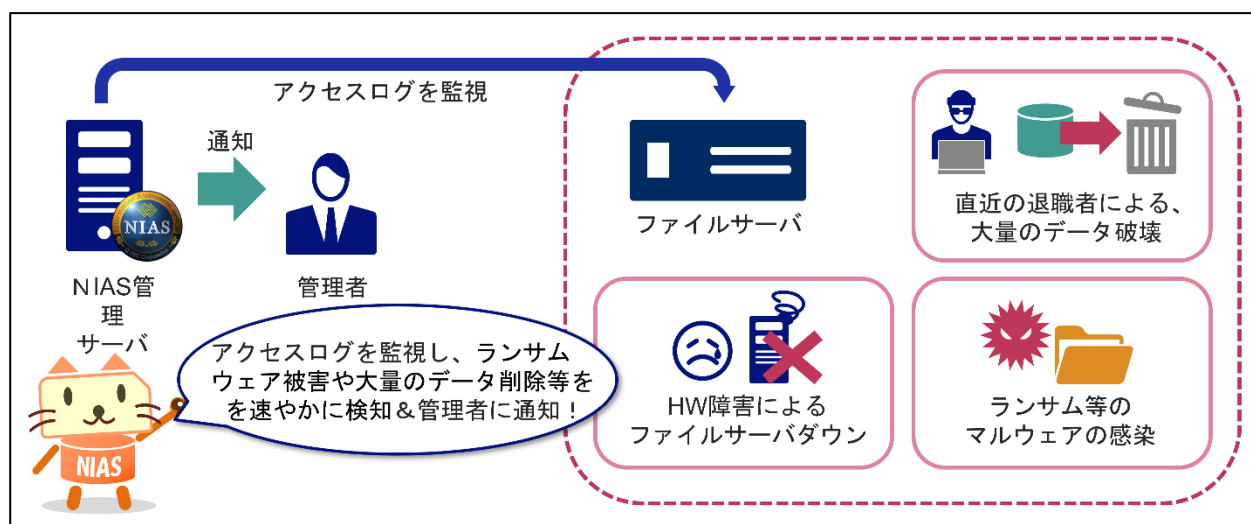 アクセスログを監視
通知
NIAS
NIAS管
理
サーバ
管理者
ファイルサーバ
直近の退職者による、
大量のデータ破壊
HW障害による
ファイルサーバダウン
ランサム等の
マルウェアの感染
アクセスログを監視し、ランサム
ウェア被害や大量のデータ削除等を
を速やかに検知&管理者に通知！
NIAS